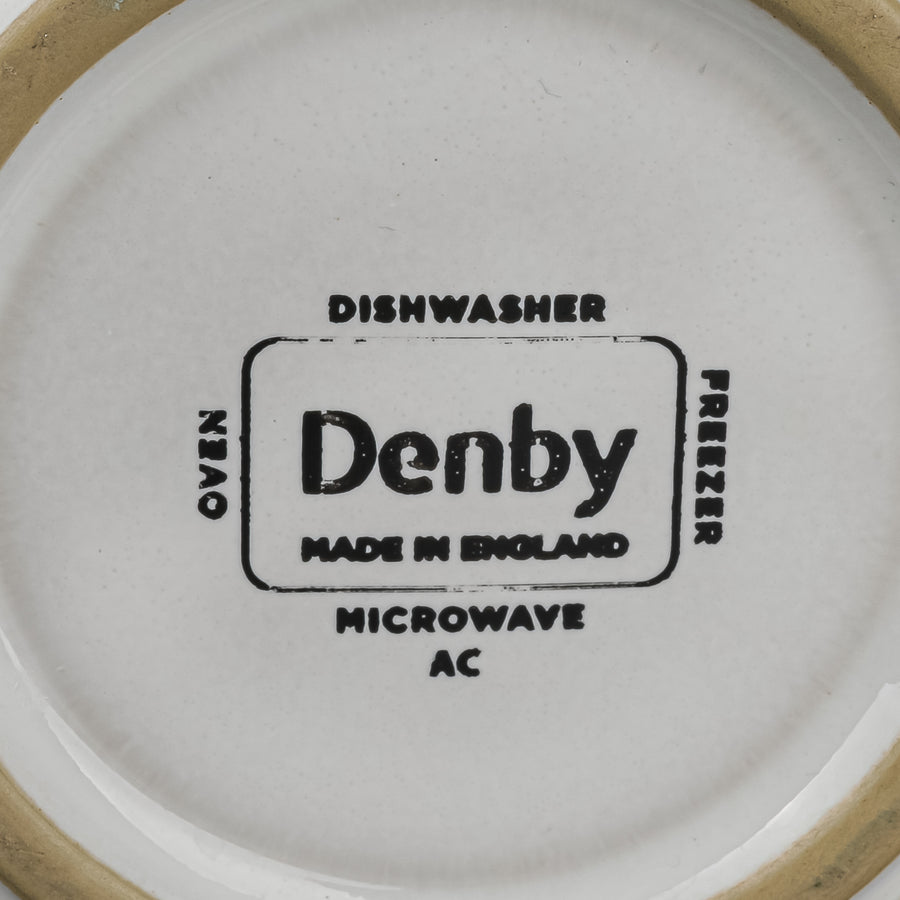 DISHWASHER
OVEN
Denby
FREEZER
MADE IN ENGLAND
MICROWAVE
AC